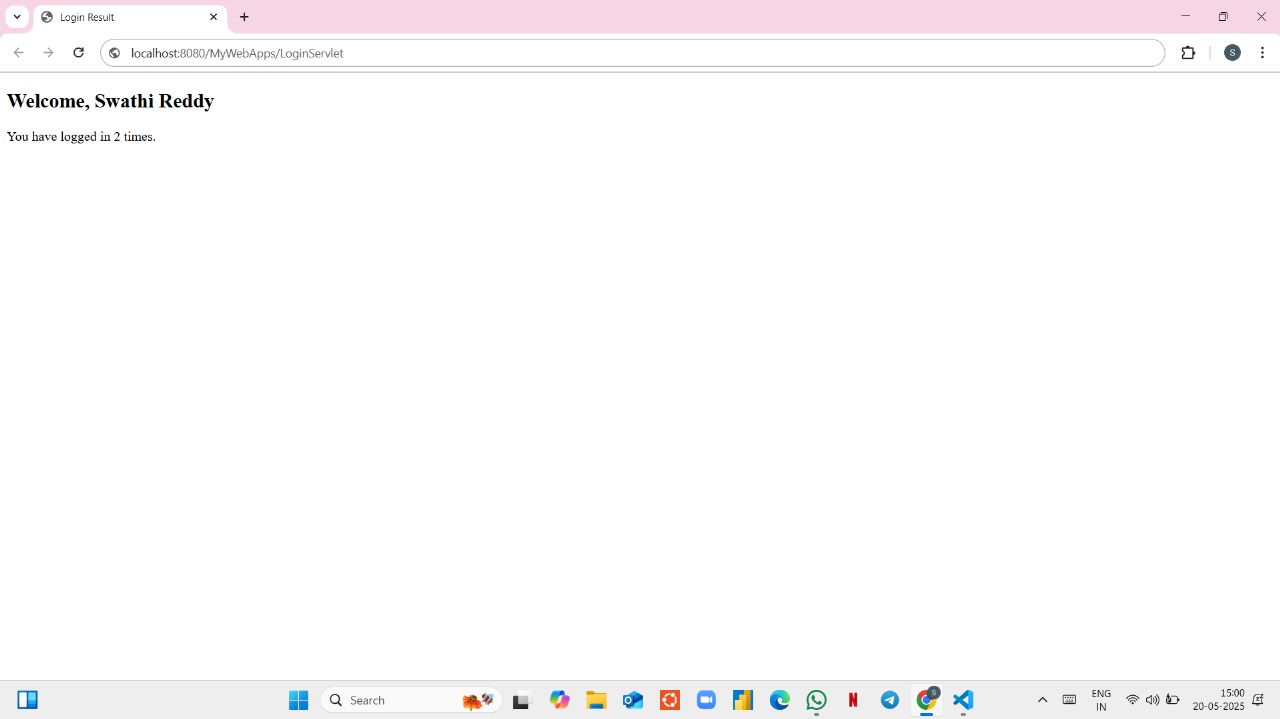 Login Result
localhost:8080/MyWebApps/LoginServlet
S
Welcome, Swathi Reddy
You have logged in 2 times.
Search
N
S
ENG
IN
15:00
20-05-2025